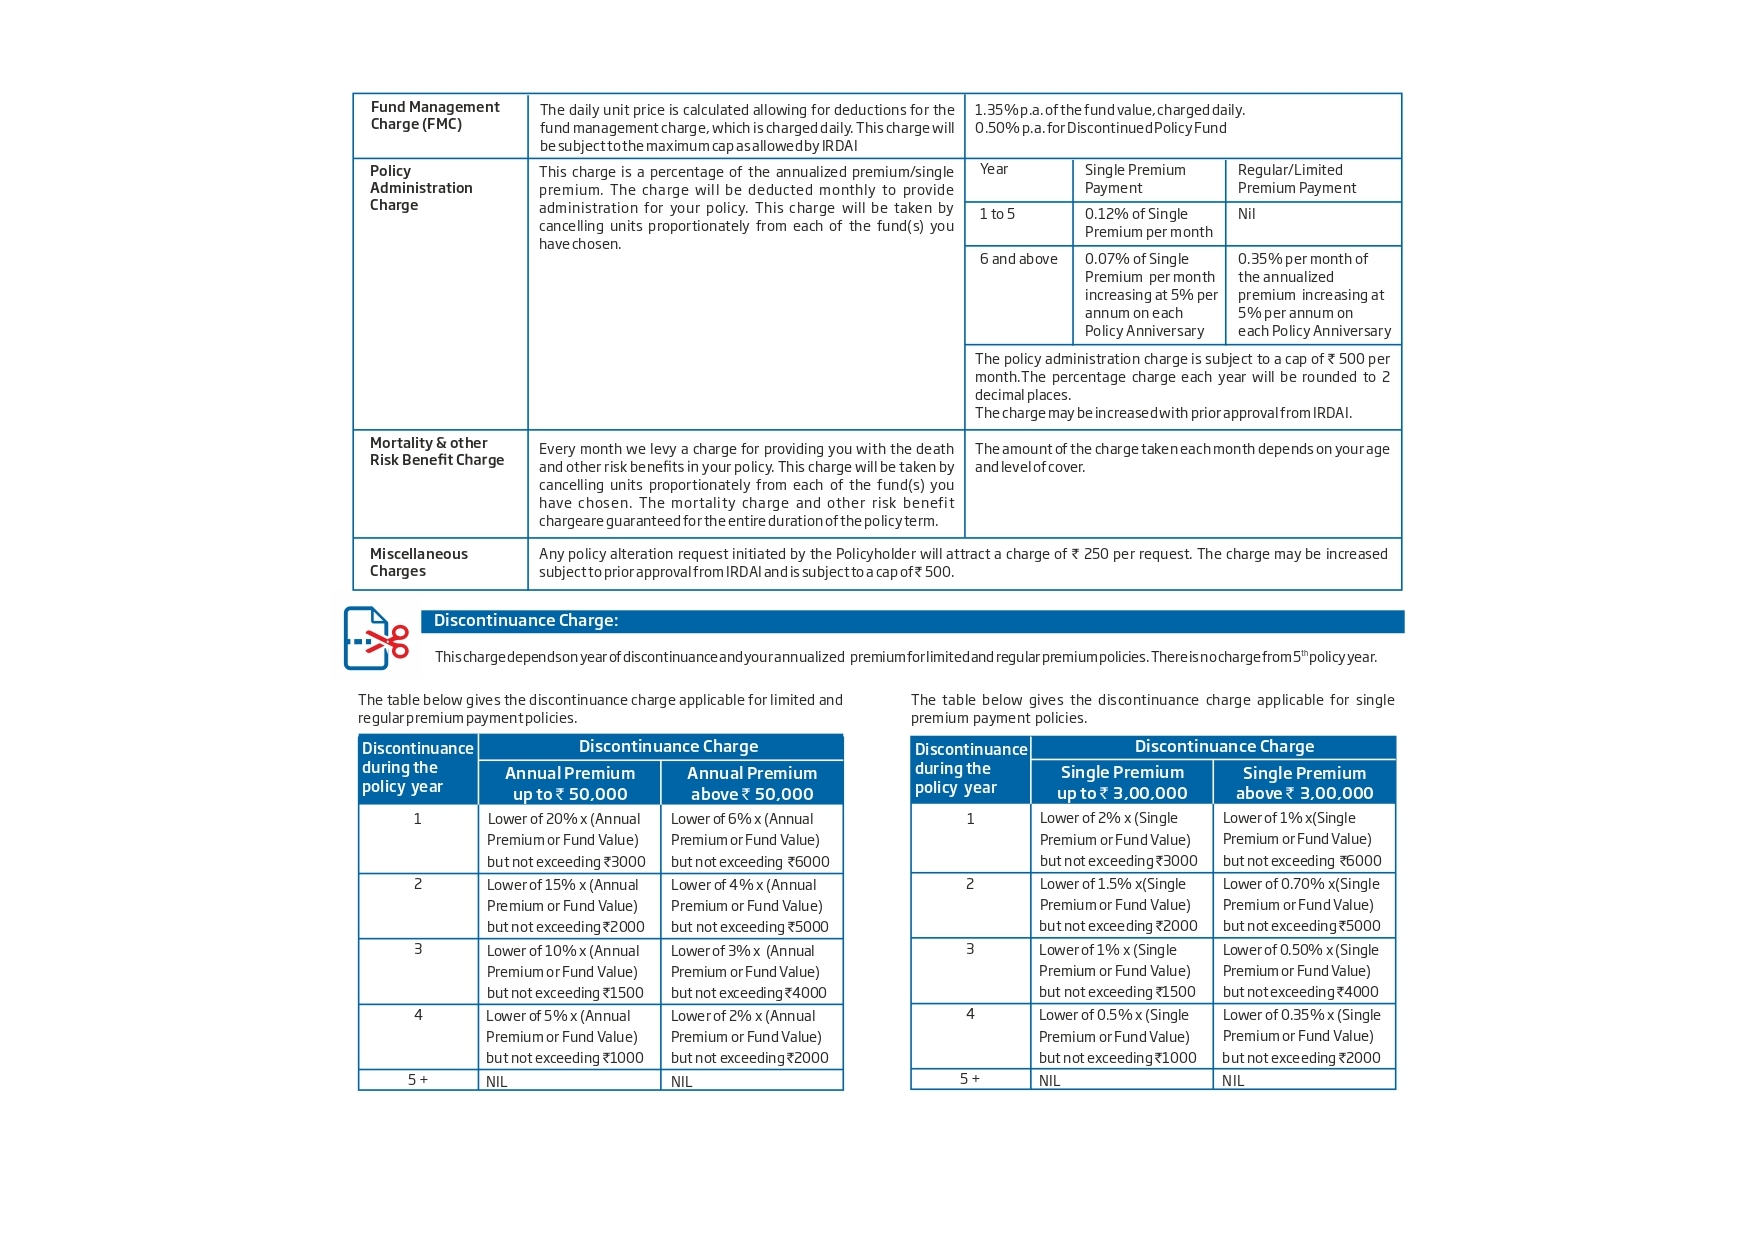 Fund Management
Charge (FMC)
The daily unit price is calculated allowing for deductions for the
fund management charge, which is charged daily. This charge will
be subject to the maximum cap as allowed by IRDAI
1.35% p.a. of the fund value, charged daily.
0.50% p.a. for Discontinued Policy Fund
Policy
Administration
Charge
This charge is a percentage of the annualized premium/single
premium. The charge will be deducted monthly to provide
administration for your policy. This charge will be taken by
cancelling units proportionately from each of the fund(s) you
have chosen.
Year
Single Premium
Payment
Regular/Limited
Premium Payment
1 to 5
0.12% of Single
Premium per month
Nil
6 and above
0.07% of Single
Premium per month
increasing at 5% per
annum on each
Policy Anniversary
0.35% per month of
the annualized
premium increasing at
5% per annum on
each Policy Anniversary
The policy administration charge is subject to a cap of ₹ 500 per
month.The percentage charge each year will be rounded to 2
decimal places.
The charge may be increased with prior approval from IRDAI.
Mortality & other
Risk Benefit Charge
Every month we levy a charge for providing you with the death
and other risk benefits in your policy. This charge will be taken by
cancelling units proportionately from each of the fund(s) you
have chosen. The mortality charge and other risk benefit
chargeare guaranteed for the entire duration of the policy term.
The amount of the charge taken each month depends on your age
and level of cover.
Miscellaneous
Charges
Any policy alteration request initiated by the Policyholder will attract a charge of ₹ 250 per request. The charge may be increased
subject to prior approval from IRDAI and is subject to a cap of ₹ 500.
Discontinuance Charge:
This charge depends on year of discontinuance and your annualized premium for limited and regular premium policies. There is no charge from 5th policy year.
The table below gives the discontinuance charge applicable for limited and
regular premium payment policies.
Discontinuance
during the
policy year
Discontinuance Charge
Annual Premium
up to ₹ 50,000
Annual Premium
above ₹ 50,000
1
Lower of 20% x (Annual
Premium or Fund Value)
but not exceeding ₹3000
Lower of 6% x (Annual
Premium or Fund Value)
but not exceeding ₹6000
2
Lower of 15% x (Annual
Premium or Fund Value)
but not exceeding ₹2000
Lower of 4% x (Annual
Premium or Fund Value)
but not exceeding ₹5000
3
Lower of 10% x (Annual
Premium or Fund Value)
but not exceeding ₹1500
Lower of 3% x (Annual
Premium or Fund Value)
but not exceeding ₹4000
4
Lower of 5% x (Annual
Premium or Fund Value)
but not exceeding ₹1000
Lower of 2% x (Annual
Premium or Fund Value)
but not exceeding ₹2000
5 +
NIL
NIL
The table below gives the discontinuance charge applicable for single
premium payment policies.
Discontinuance
during the
policy year
Discontinuance Charge
Single Premium
up to ₹ 3,00,000
Single Premium
above ₹ 3,00,000
1
Lower of 2% x (Single
Premium or Fund Value)
but not exceeding ₹3000
Lower of 1% x(Single
Premium or Fund Value)
but not exceeding ₹6000
2
Lower of 1.5% x(Single
Premium or Fund Value)
but not exceeding ₹2000
Lower of 0.70% x(Single
Premium or Fund Value)
but not exceeding ₹5000
3
Lower of 1% x (Single
Premium or Fund Value)
but not exceeding ₹1500
Lower of 0.50% x (Single
Premium or Fund Value)
but not exceeding ₹4000
4
Lower of 0.5% x (Single
Premium or Fund Value)
but not exceeding ₹1000
Lower of 0.35% x (Single
Premium or Fund Value)
but not exceeding ₹2000
5 +
NIL
NIL